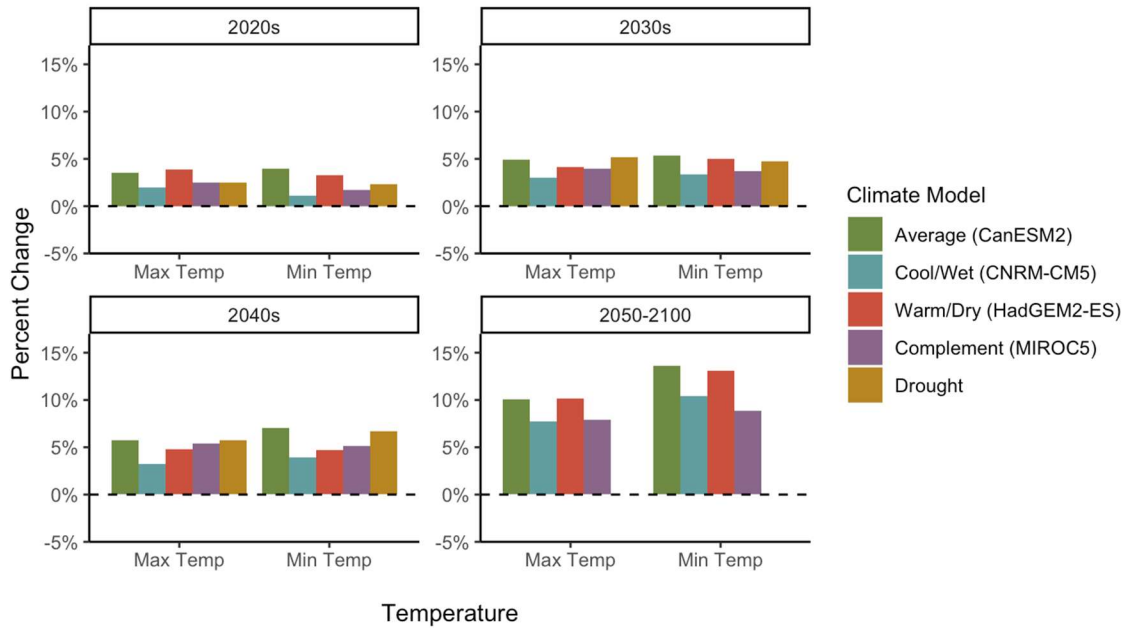 2020s
2030s
15%
10%
5%
0%
-5%
Max Temp
Min Temp
15%
10%
5%
0%
-5%
Max Temp
Min Temp
2040s
2050-2100
15%
10%
5%
0%
-5%
Max Temp
Min Temp
15%
10%
5%
0%
-5%
Max Temp
Min Temp
Percent Change
Temperature
Climate Model
Average (CanESM2)
Cool/Wet (CNRM-CM5)
Warm/Dry (HadGEM2-ES)
Complement (MIROC5)
Drought